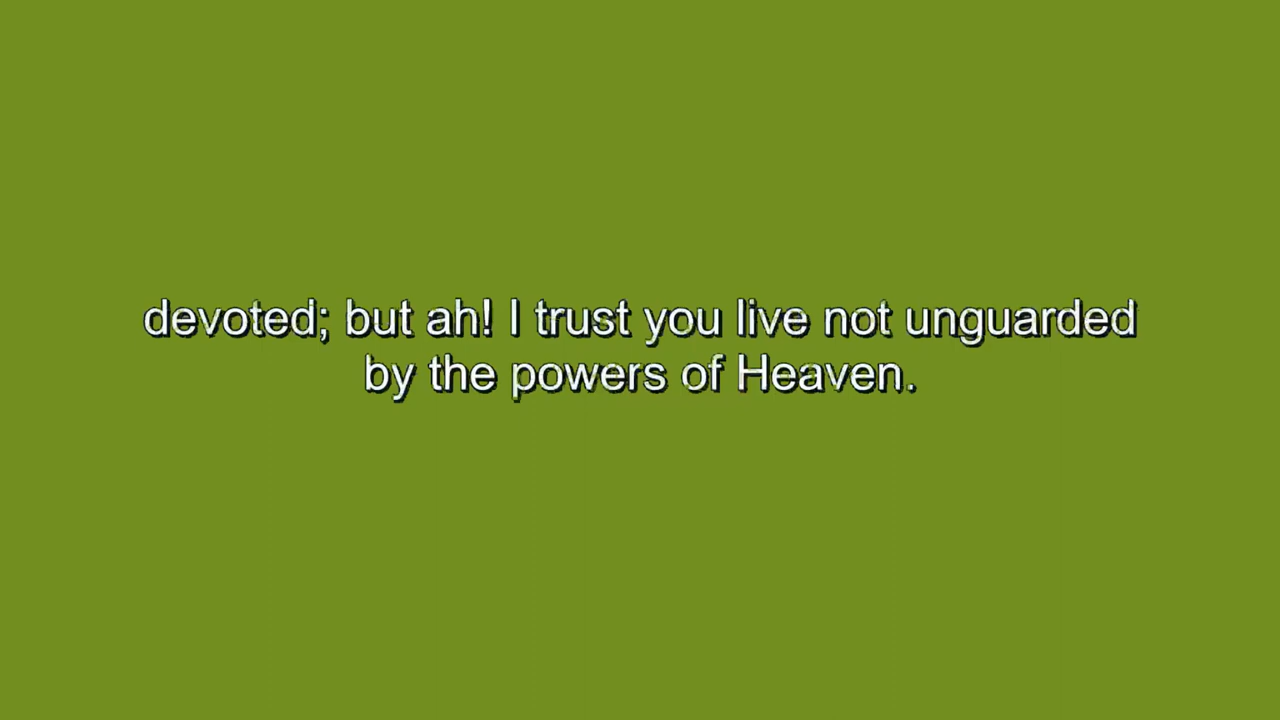 devoted; but ah! I trust you live not unguarded
by the powers of Heaven.